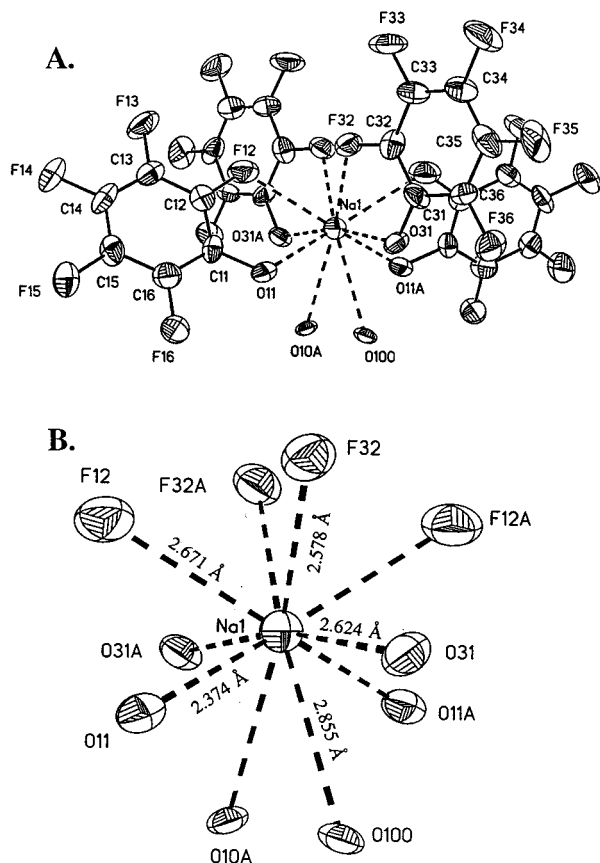 A.
F33
F34
F13
C33
C34
F32
C32
F12
F35
C35
F14
C13
Na1
C12
C36
C14
C31
F36
O31A
O31
C11
C15
C16
O11
O11A
F15
F16
O10A
O100
B.
F32
F12
F32A
F12A
2.671 Å
2.578 Å
Na1
2.624 Å
O31A
O31
2.374 Å
O11A
O11
2.855 Å
O10A
O100